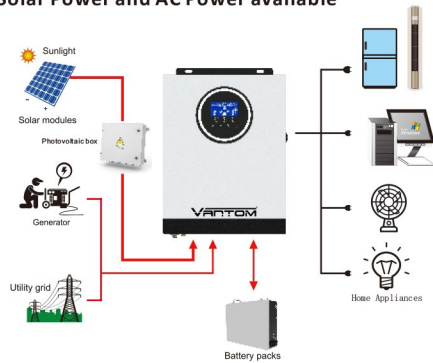 Solar Power and AC Power available
Sunlight
Solar modules
Photovoltaic box
Generator
Utility grid
VANTOM
Battery packs
Home Appliances